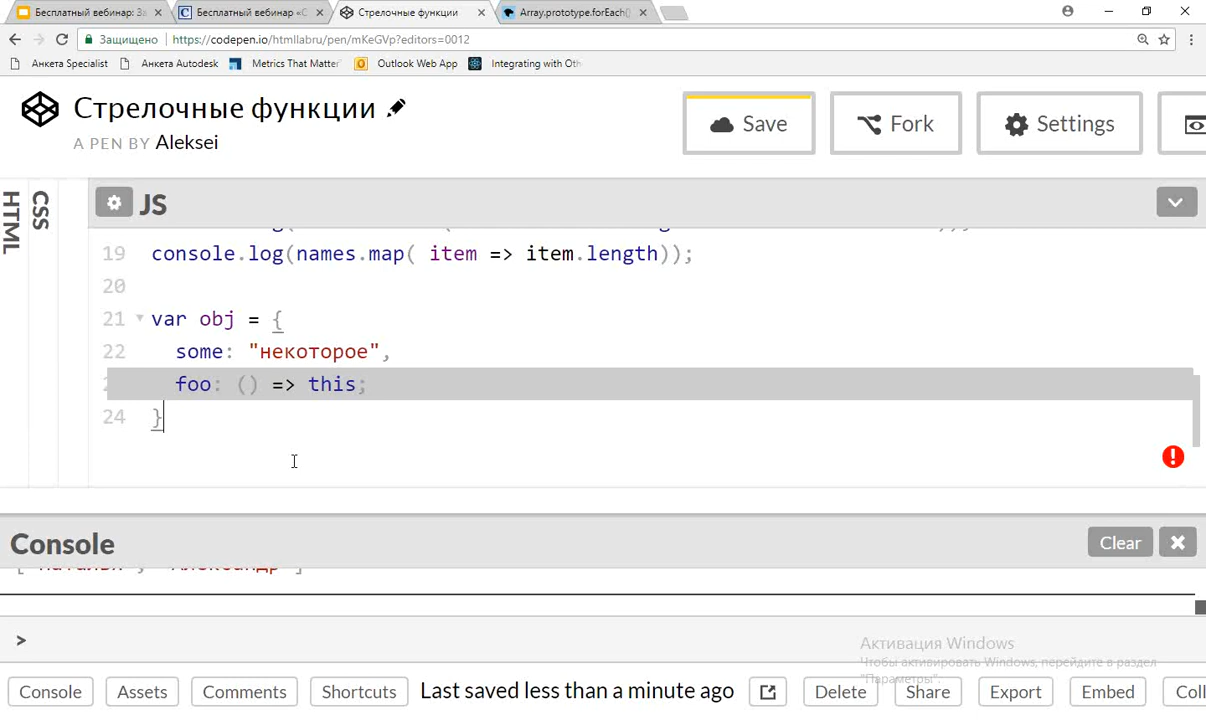 Бесплатный вебинар: За
Бесплатный вебинар «С
Стрелочные функции
Array.prototype.forEach()
Защищено
https://codepen.io/htmllabru/pen/mKeGVp?editors=0012
Анкета Specialist
Анкета Autodesk
Metrics That Matter
Outlook Web App
Integrating with Oth
Стрелочные функции
A PEN BY Aleksei
Save
Fork
Settings
HTML
CSS
JS
19 console.log(names.map( item => item.length));
20
21 var obj = {
22 some: "некоторое",
foo: () => this;
24 }
Console
Clear
>
Активация Windows
Чтобы активировать Windows, перейдите в раздел
"Параметры".
Console
Assets
Comments
Shortcuts
Last saved less than a minute ago
Delete
Share
Export
Embed
Coll